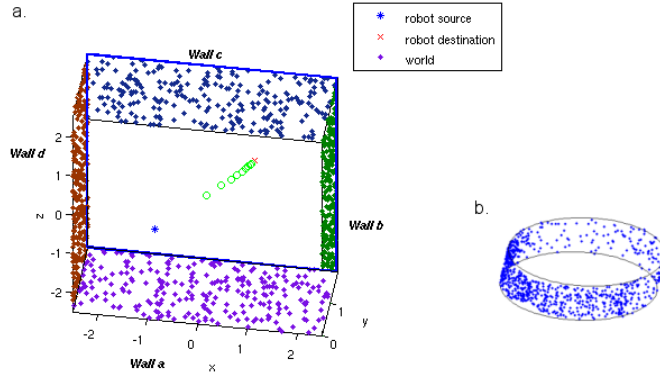 a.
robot source
robot destination
world
Wall c
Wall d
Wall b
Wall a
2
1
0
-1
-2
z
-2
-1
0
1
2
x
0
1
y
b.